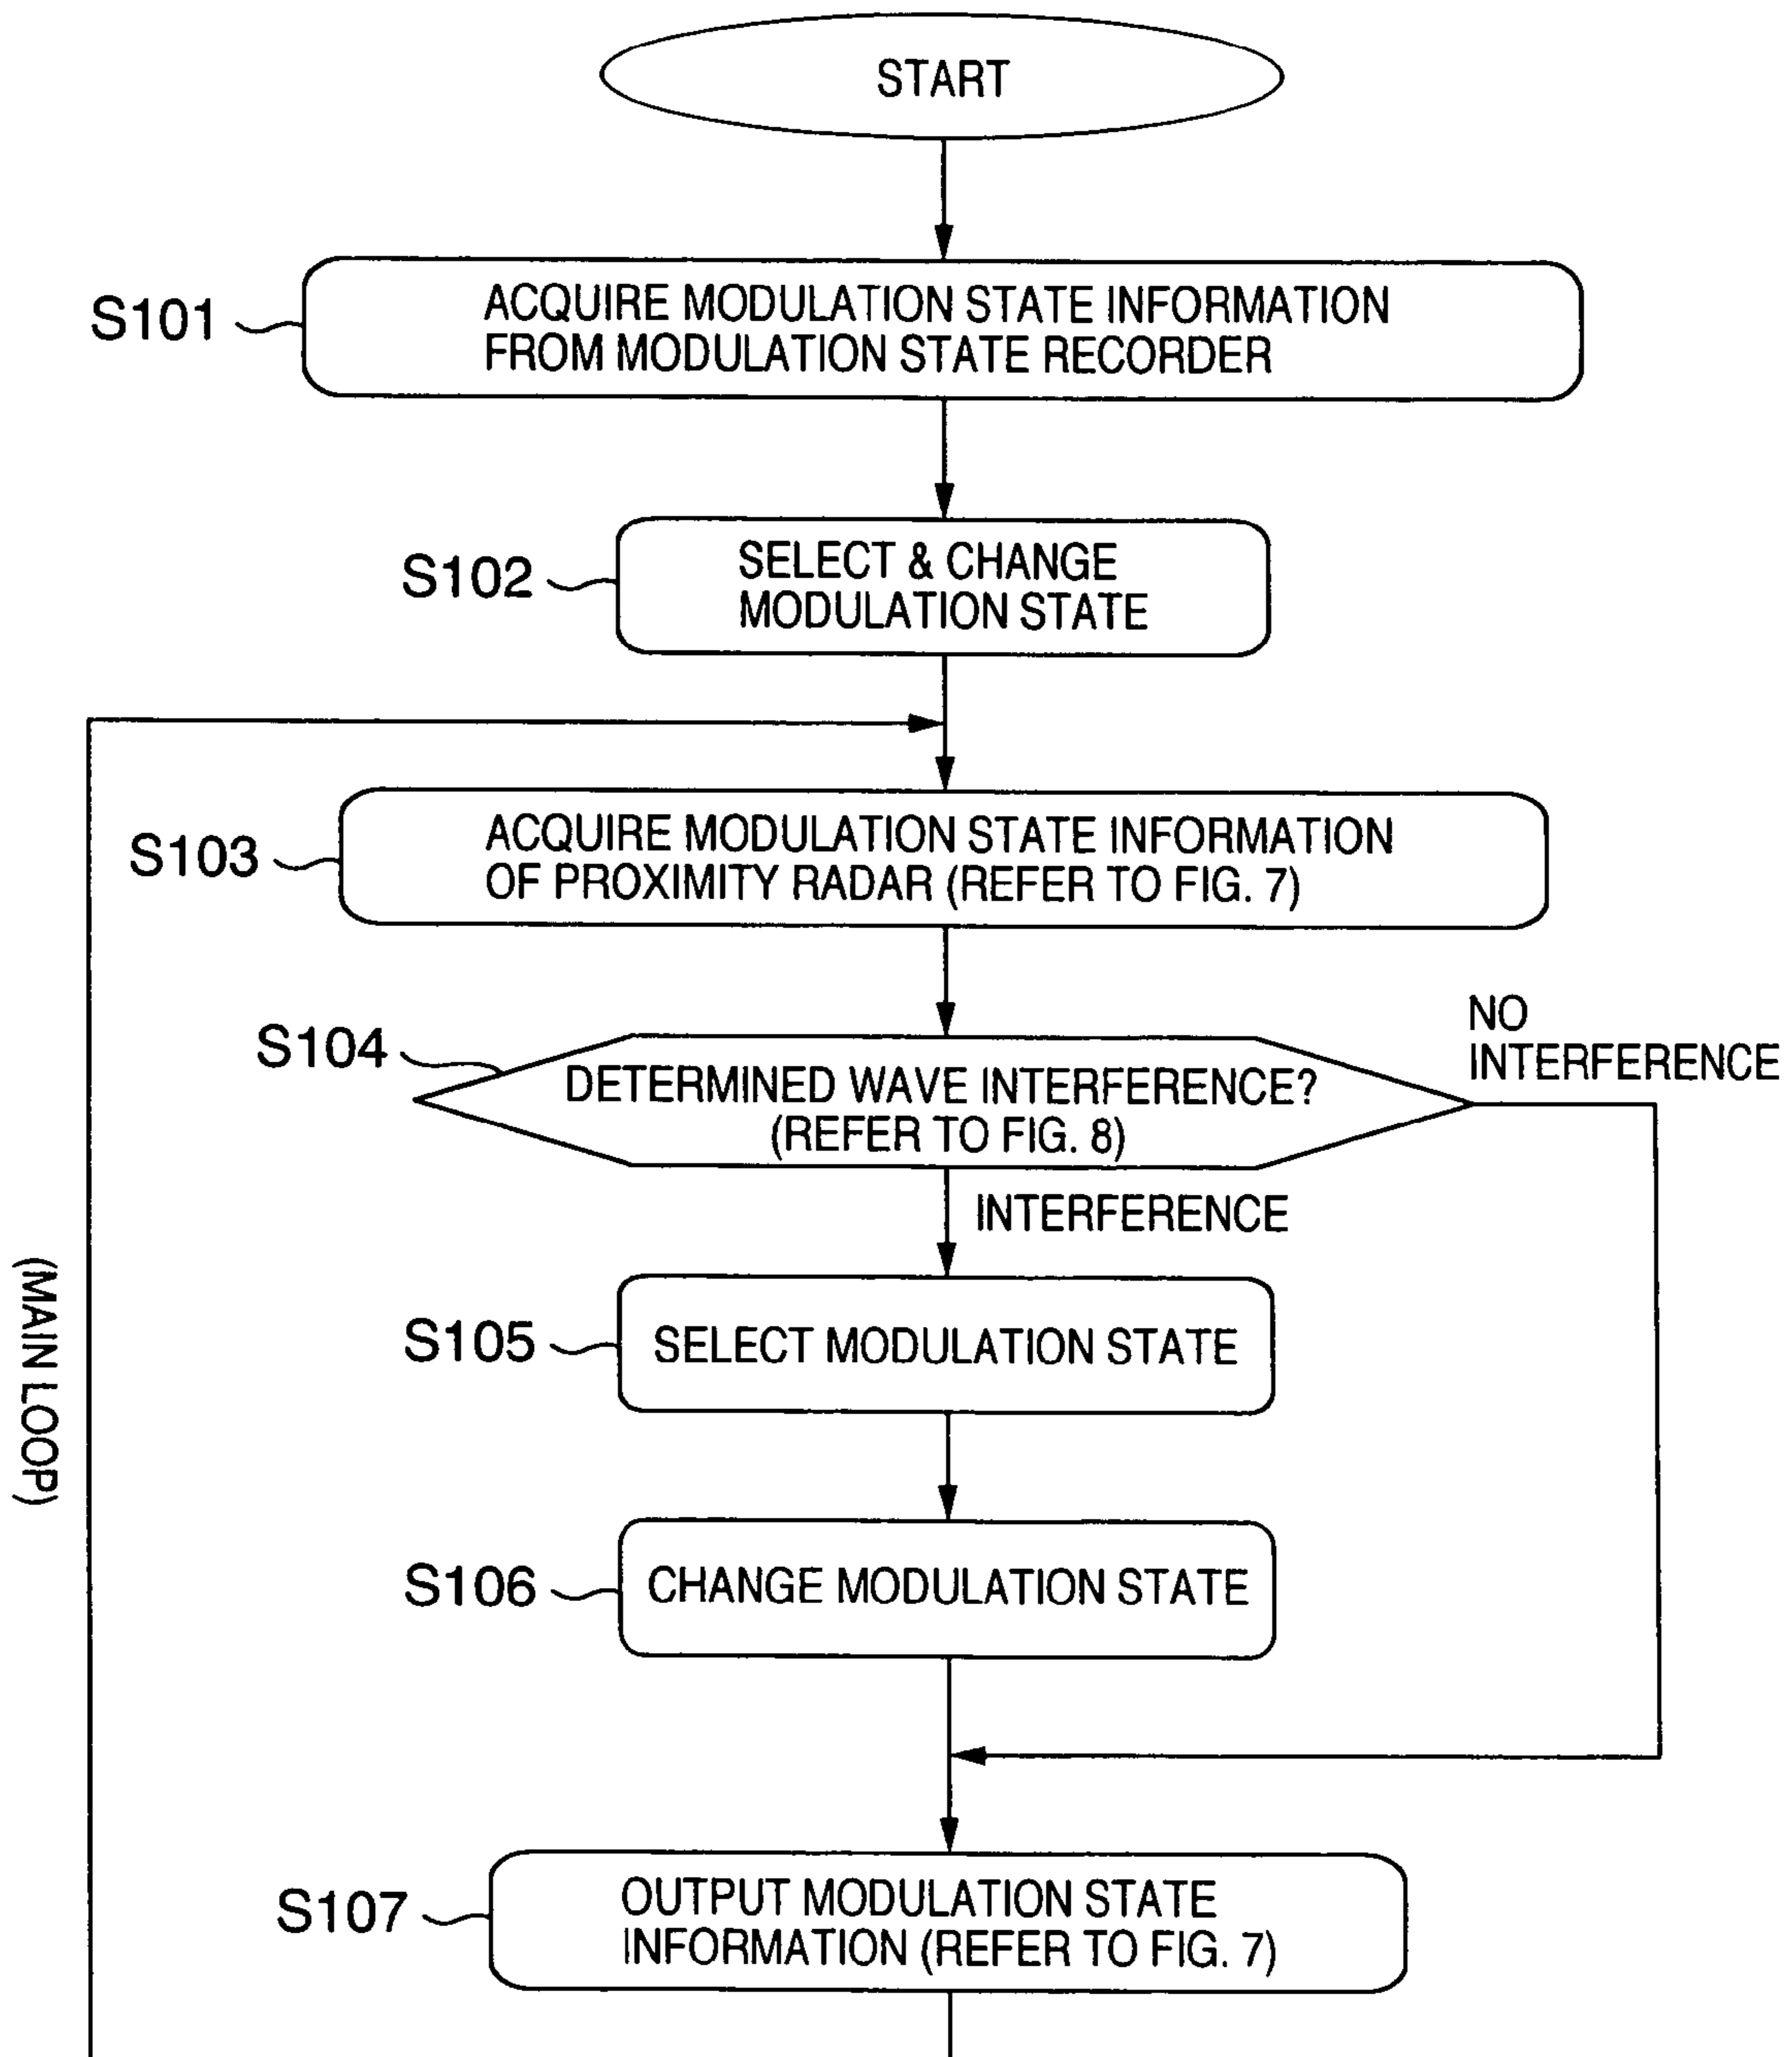 START
S101
ACQUIRE MODULATION STATE INFORMATION
FROM MODULATION STATE RECORDER
S102
SELECT & CHANGE
MODULATION STATE
S103
ACQUIRE MODULATION STATE INFORMATION
OF PROXIMITY RADAR (REFER TO FIG. 7)
S104
DETERMINED WAVE INTERFERENCE?
(REFER TO FIG. 8)
NO
INTERFERENCE
INTERFERENCE
S105
SELECT MODULATION STATE
S106
CHANGE MODULATION STATE
(MAIN LOOP)
S107
OUTPUT MODULATION STATE
INFORMATION (REFER TO FIG. 7)